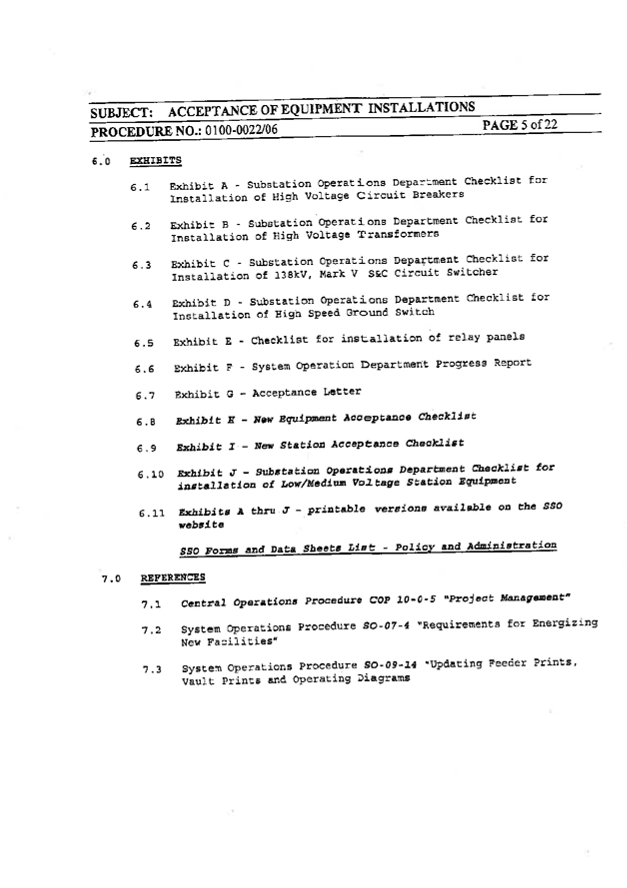 SUBJECT: ACCEPTANCE OF EQUIPMENT INSTALLATIONS
PROCEDURE NO.: 0100-0022/06 PAGE 5 of 22
6.0 EXHIBITS
6.1 Exhibit A - Substation Operations Department Checklist for
Installation of High Voltage Circuit Breakers
6.2 Exhibit B - Substation Operations Department Checklist for
Installation of High Voltage Transformers
6.3 Exhibit C - Substation Operations Department Checklist for
Installation of 138kV, Mark V S&C Circuit Switcher
6.4 Exhibit D - Substation Operations Department Checklist for
Installation of High Speed Ground Switch
6.5 Exhibit E - Checklist for installation of relay panels
6.6 Exhibit F - System Operation Department Progress Report
6.7 Exhibit G - Acceptance Letter
6.8 Exhibit H - New Equipment Acceptance Checklist
6.9 Exhibit I - New Station Acceptance Checklist
6.10 Exhibit J - Substation Operations Department Checklist for
installation of Low/Medium Voltage Station Equipment
6.11 Exhibits A thru J - printable versions available on the SSO
website
SSO Forms and Data Sheets List - Policy and Administration
7.0 REFERENCES
7.1 Central Operations Procedure COP 10-0-5 "Project Management"
7.2 System Operations Procedure SO-07-4 "Requirements for Energizing
New Facilities"
7.3 System Operations Procedure SO-09-14 "Updating Feeder Prints,
Vault Prints and Operating Diagrams